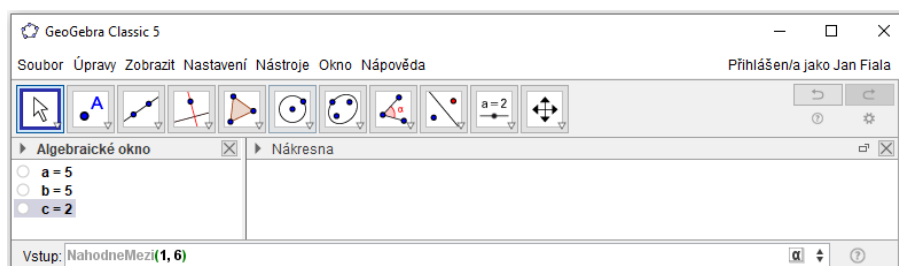 GeoGebra Classic 5
Soubor Úpravy Zobrazit Nastavení Nástroje Okno Nápověda Přihlášen/a jako Jan Fiala
A α a=2
Algebraické okno Nákresna
a = 5
b = 5
c = 2
Vstup: NahodneMezi(1, 6) α